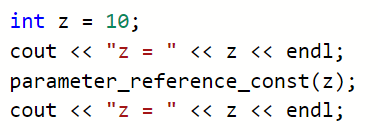 int z = 10;
cout << "z = " << z << endl;
parameter_reference_const(z);
cout << "z = " << z << endl;